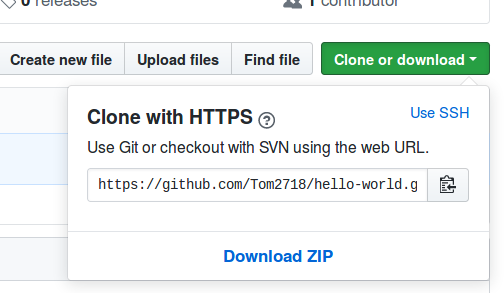 0 releases
1 contributor
Create new file
Upload files
Find file
Clone or download
Clone with HTTPS ?
Use SSH
Use Git or checkout with SVN using the web URL.
https://github.com/Tom2718/hello-world.g
Download ZIP